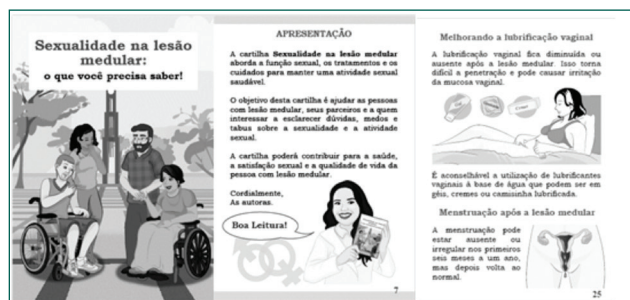 Sexualidade na lesão
medular:
o que você precisa saber!
APRESENTAÇÃO
A cartilha Sexualidade na lesão medular
aborda a função sexual, os tratamentos e os
cuidados para manter uma atividade sexual
saudável.
O objetivo desta cartilha é ajudar as pessoas
com lesão medular, seus parceiros e a quem
interessar a esclarecer dúvidas, medos e
tabus sobre a sexualidade e a atividade
sexual.
A cartilha poderá contribuir para a saúde,
a satisfação sexual e a qualidade de vida da
pessoa com lesão medular.
Cordialmente,
As autoras.
Boa Leitura!
7
Melhorando a lubrificação vaginal
A lubrificação vaginal fica diminuída ou
ausente após a lesão medular. Isso torna
difícil a penetração e pode causar irritação
da mucosa vaginal.
É aconselhável a utilização de lubrificantes
vaginais à base de água que podem ser em
géis, cremes ou camisinha lubrificada.
Menstruação após a lesão medular
A menstruação pode
estar ausente ou
irregular nos primeiros
seis meses a um ano,
mas depois volta ao
normal.
25